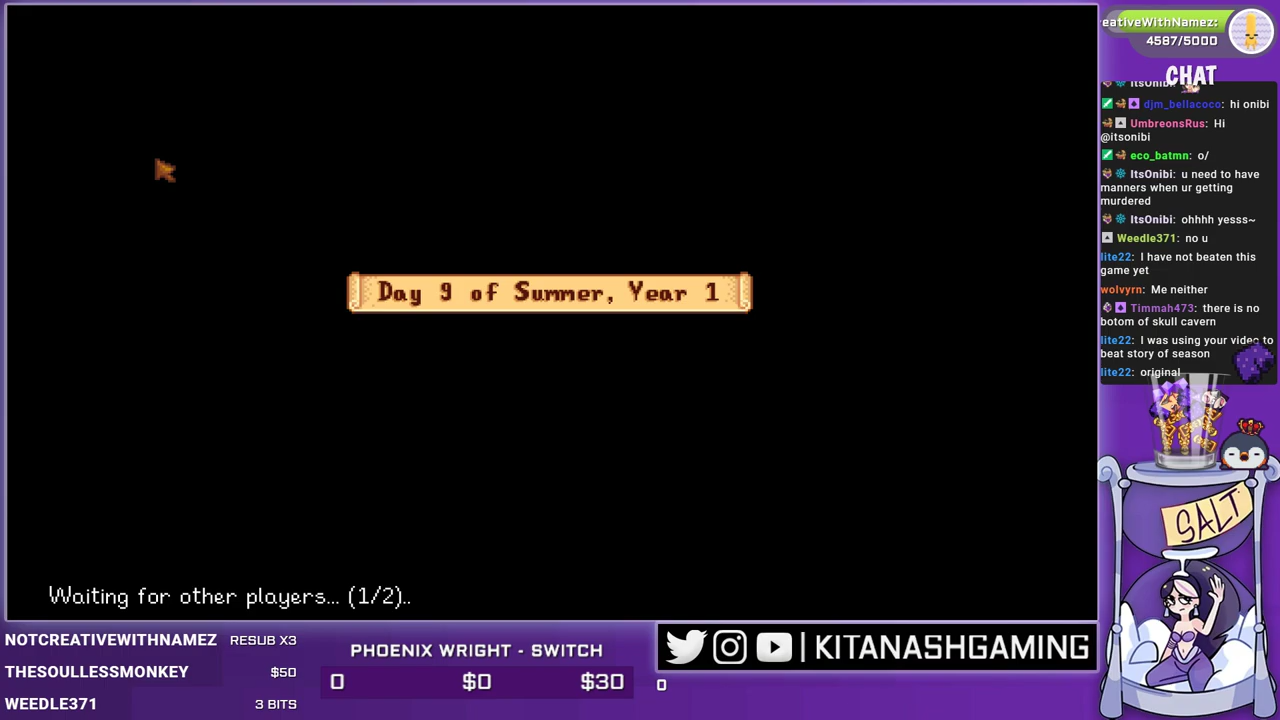 eativeWithNamez:
4587/5000
CHAT
ItsOnibi:
djm_bellacoco: hi onibi
UmbreonsRus: Hi
@itsonibi
eco_batmn: o/
ItsOnibi: u need to have
manners when ur getting
murdered
ItsOnibi: ohhhh yesss~
Weedle371: no u
lite22: I have not beaten this
game yet
wolvyrn: Me neither
Timmah473: there is no
botom of skull cavern
lite22: I was using your video to
beat story of season
lite22: original
Day 9 of Summer, Year 1
Waiting for other players... (1/2)..
SALT
NOTCREATIVEWITHNAMEZ RESUB X3
THESOULLESSMONKEY $50
WEEDLE371 3 BITS
PHOENIX WRIGHT - SWITCH
0 $0 $30
| KITANASHGAMING
0